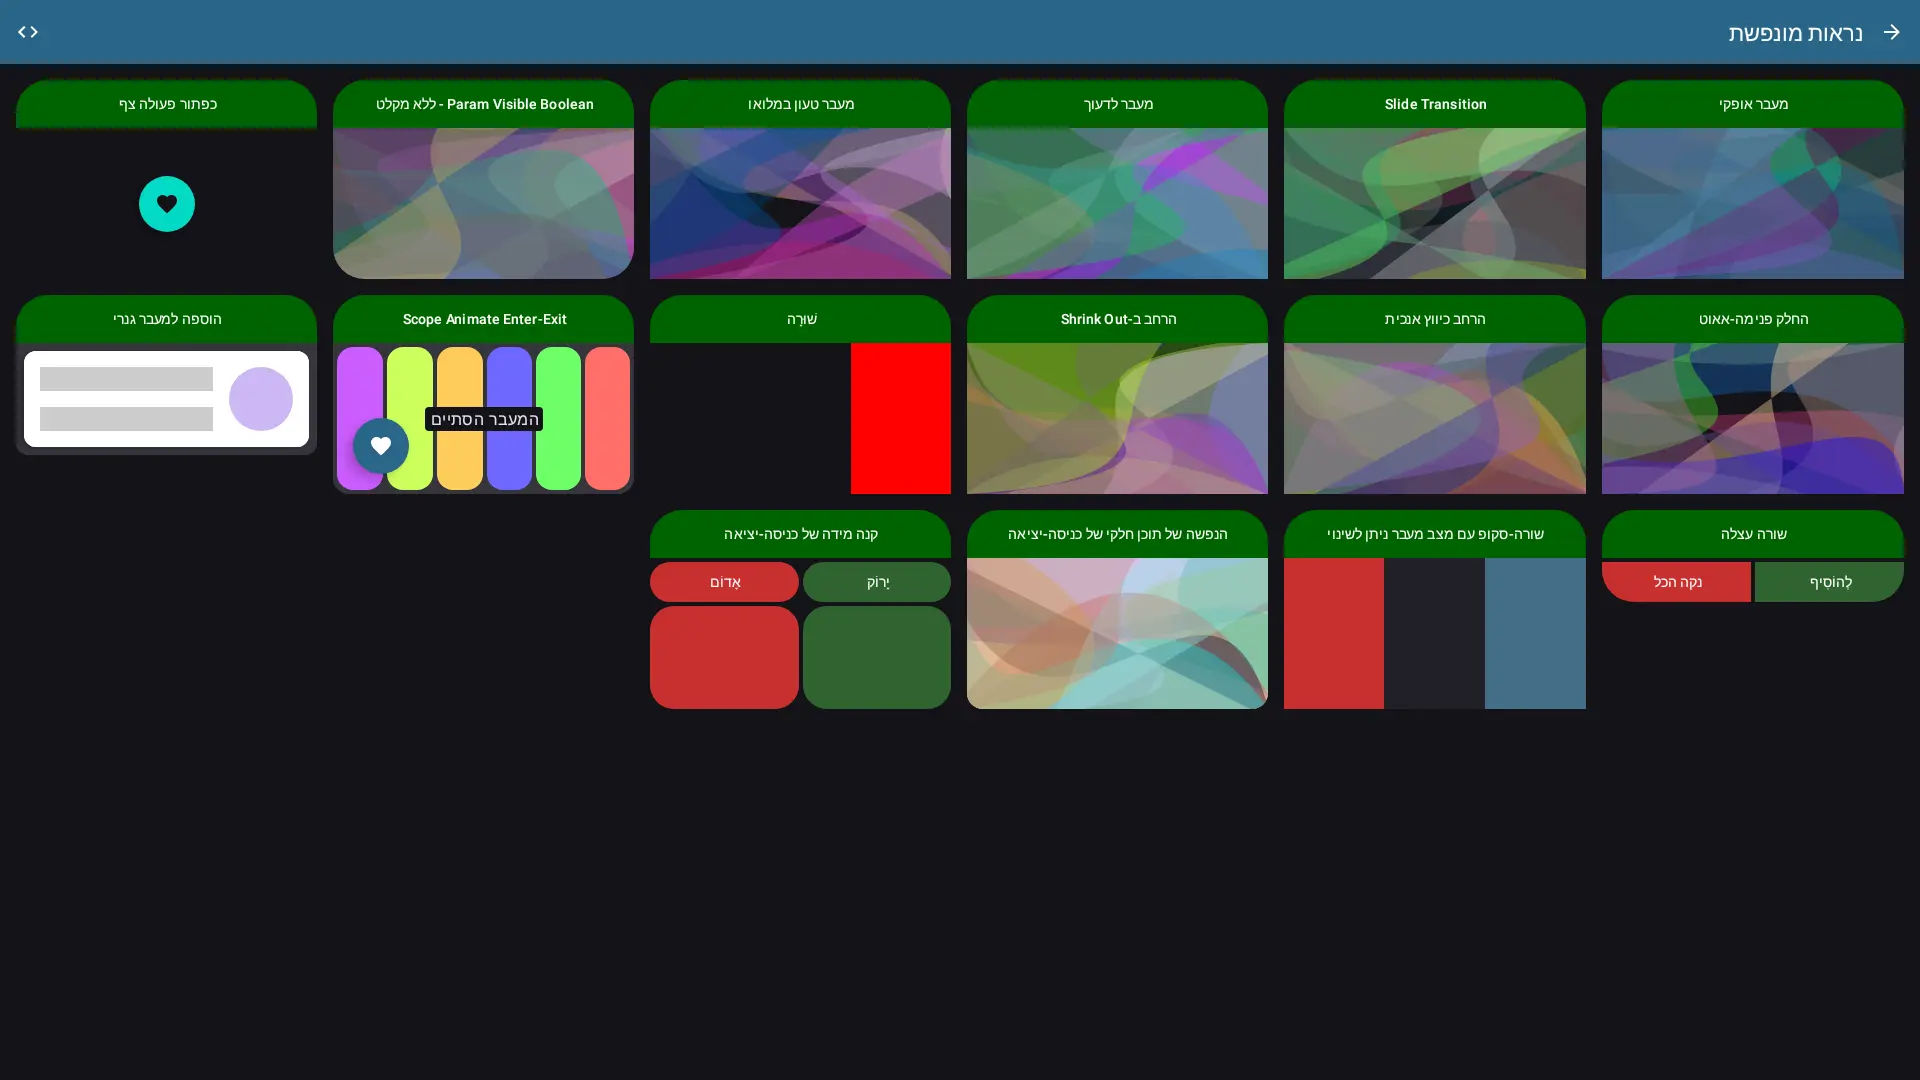 נראות מונפשת
מעבר אופקי
Slide Transition
מעבר לדעוך
מעבר טעון במלואו
Param Visible Boolean - ללא מקלט
כפתור פעולה צף
החלק פנימה-אאוט
הרחב כיווץ אנכית
הרחב ב-Shrink Out
שׁוּרָה
Scope Animate Enter-Exit
המעבר הסתיים
הוספה למעבר גנרי
שורה עצלה
לְהוֹסִיף
נקה הכל
שורה-סקופ עם מצב מעבר ניתן לשינוי
הנפשה של תוכן חלקי של כניסה-יציאה
קנה מידה של כניסה-יציאה
יָרוֹק
אָדוֹם